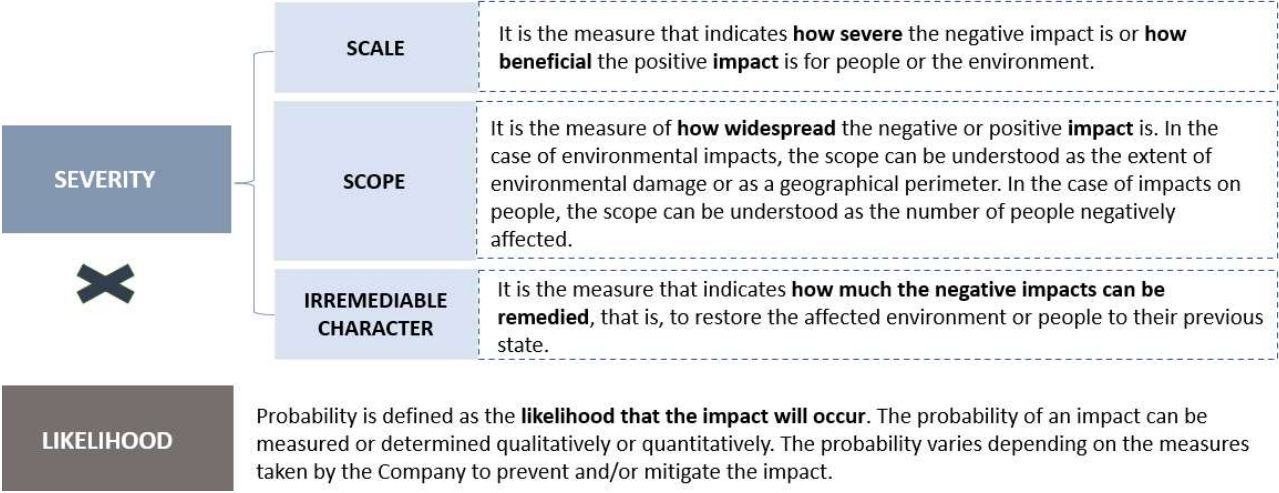 SCALE
It is the measure that indicates how severe the negative impact is or how
beneficial the positive impact is for people or the environment.
SEVERITY
SCOPE
It is the measure of how widespread the negative or positive impact is. In the
case of environmental impacts, the scope can be understood as the extent of
environmental damage or as a geographical perimeter. In the case of impacts on
people, the scope can be understood as the number of people negatively
affected.
IRREMEDIABLE
CHARACTER
It is the measure that indicates how much the negative impacts can be
remedied, that is, to restore the affected environment or people to their previous
state.
LIKELIHOOD
Probability is defined as the likelihood that the impact will occur. The probability of an impact can be
measured or determined qualitatively or quantitatively. The probability varies depending on the measures
taken by the Company to prevent and/or mitigate the impact.